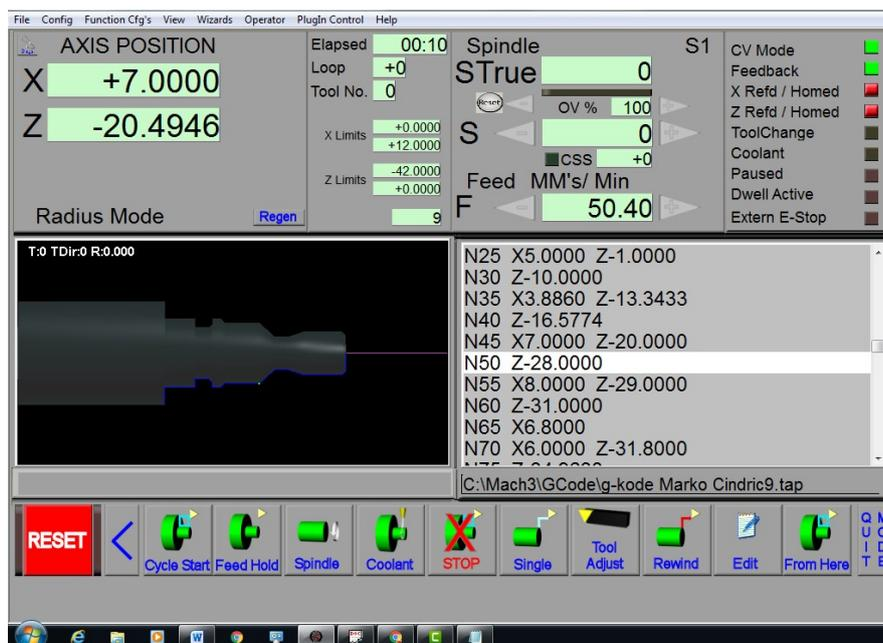 File Config Function Cfg's View Wizards Operator PlugIn Control Help
AXIS POSITION
X +7.0000
Z -20.4946
Radius Mode Regen
Elapsed 00:10
Loop +0
Tool No. 0
X Limits +0.0000
+12.0000
Z Limits -42.0000
+0.0000
9
Spindle S1
STrue 0
Reset OV % 100
S 0
CSS +0
Feed MM's/ Min
F 50.40
CV Mode
Feedback
X Refd / Homed
Z Refd / Homed
ToolChange
Coolant
Paused
Dwell Active
Extern E-Stop
T:0 TDir:0 R:0.000
N25 X5.0000 Z-1.0000
N30 Z-10.0000
N35 X3.8860 Z-13.3433
N40 Z-16.5774
N45 X7.0000 Z-20.0000
N50 Z-28.0000
N55 X8.0000 Z-29.0000
N60 Z-31.0000
N65 X6.8000
N70 X6.0000 Z-31.8000
C:\Mach3\GCode\g-kode Marko Cindric9.tap
RESET
Cycle Start
Feed Hold
Spindle
Coolant
STOP
Single
Tool
Adjust
Rewind
Edit
From Here
QUIT
W